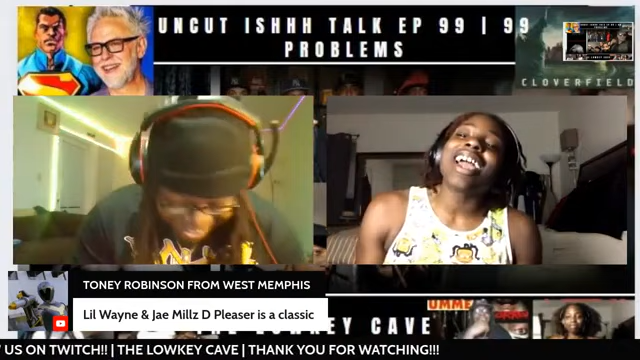 UNCUT ISHHH TALK EP 99 | 99
PROBLEMS
CLOVERFIELD
TONEY ROBINSON FROM WEST MEMPHIS
Lil Wayne & Jae Millz D Pleaser is a classic
LOWKEY CAVE
US ON TWITCH!! | THE LOWKEY CAVE | THANK YOU FOR WATCHING!!!